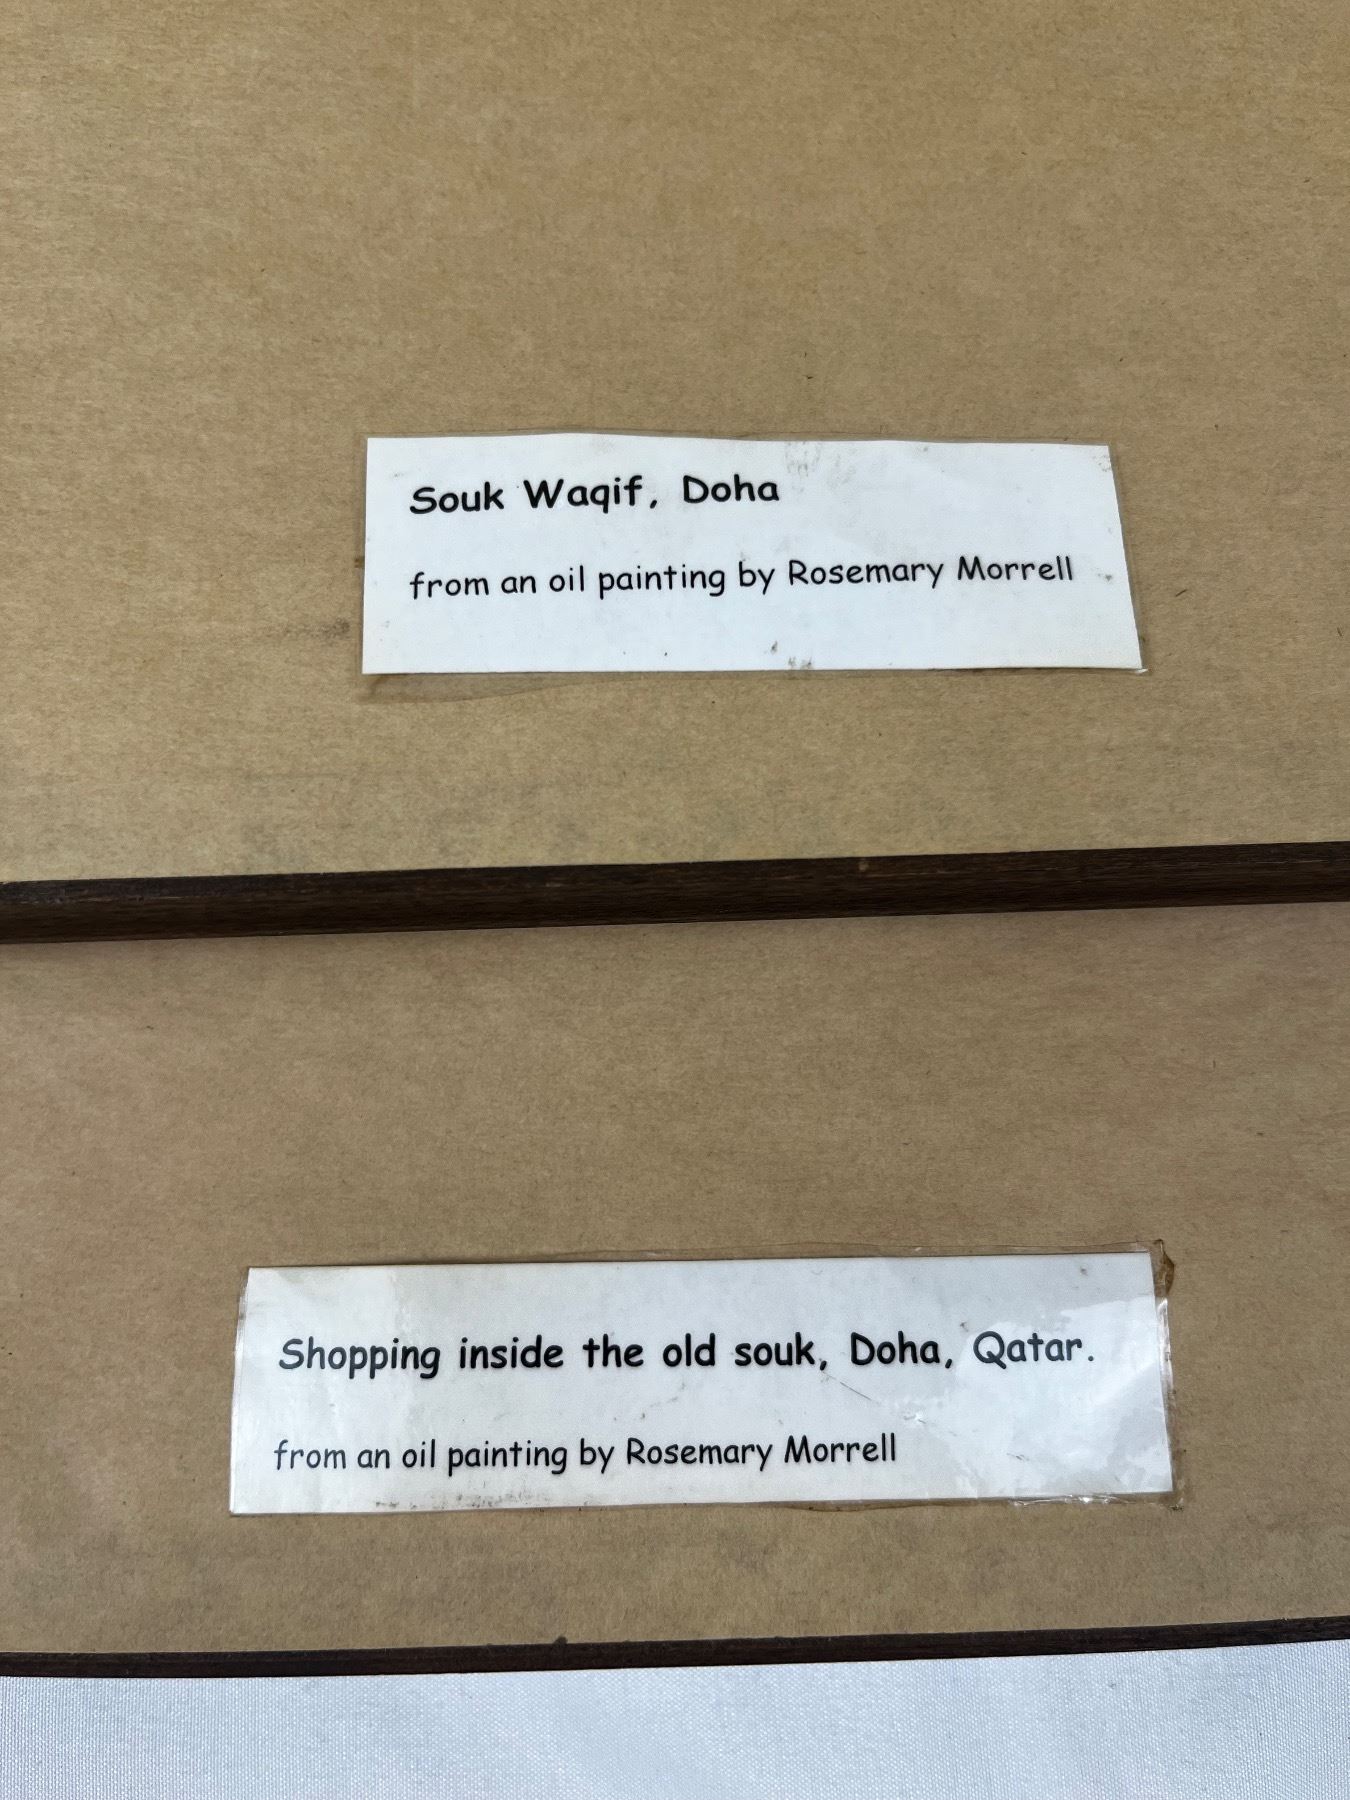 Souk Waqif, Doha
from an oil painting by Rosemary Morrell
Shopping inside the old souk, Doha, Qatar.
from an oil painting by Rosemary Morrell